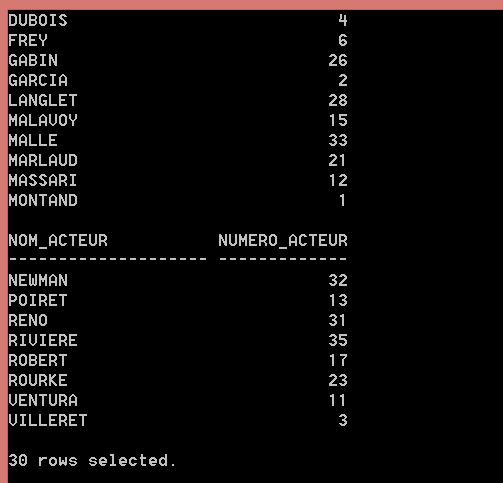 DUBOIS 4
FREY 6
GABIN 26
GARCIA 2
LANGLET 28
MALAVOY 15
MALLE 33
MARLAUD 21
MASSARI 12
MONTAND 1
NOM_ACTEUR NUMERO_ACTEUR
-------------------- -------------
NEWMAN 32
POIRET 13
RENO 31
RIVIERE 35
ROBERT 17
ROURKE 23
VENTURA 11
VILLERET 3
30 rows selected.